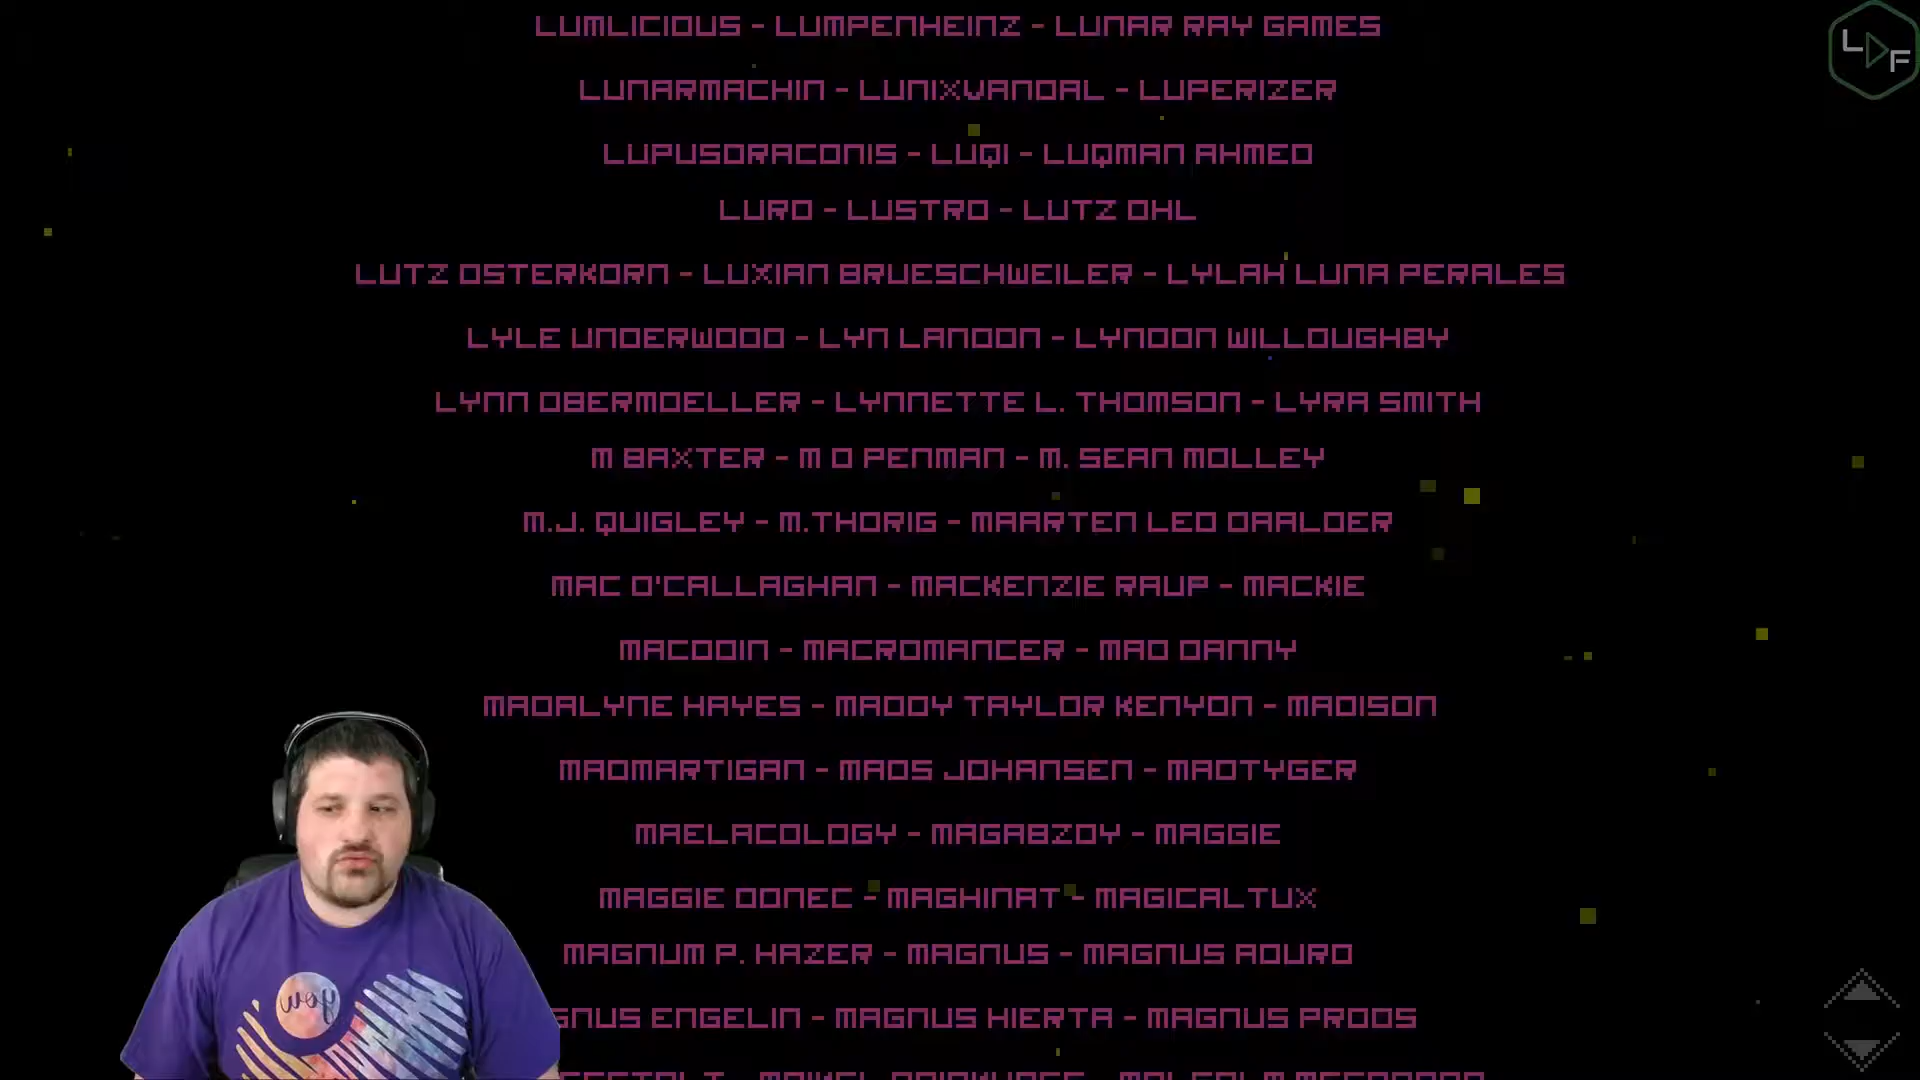 LUMLICIOUS - LUMPENHEINZ - LUNAR RAY GAMES
L F
LUNARMACHIN - LUNIXVANDAL - LUPERIZER
LUPUSDRACONIS - LUQI - LUQMAN AHMED
LURO - LUSTRO - LUTZ OHL
LUTZ OSTERKORN - LUXIAN BRUESCHWEILER - LYLAH LUNA PERALES
LYLE UNDERWOOD - LYN LANDON - LYNDON WILLOUGHBY
LYNN OBERMOELLER - LYNNETTE L. THOMSON - LYRA SMITH
M BAXTER - M D PENMAN - M. SEAN MOLLEY
M.J. QUIGLEY - M.THORIG - MAARTEN LEO DAALDER
MAC O'CALLAGHAN - MACKENZIE RAUP - MACKIE
MACODIN - MACROMANCER - MAD DANNY
MADALYNE HAYES - MADDY TAYLOR KENYON - MADISON
MADMARTIGAN - MADS JOHANSEN - MADTYGER
MAELACOLOGY - MAGABZOY - MAGGIE
MAGGIE DONEC - MAGHINAT - MAGICALTUX
MAGNUM P. HAZER - MAGNUS - MAGNUS ADURO
GNUS ENGELIN - MAGNUS HIERTA - MAGNUS PROOS
you